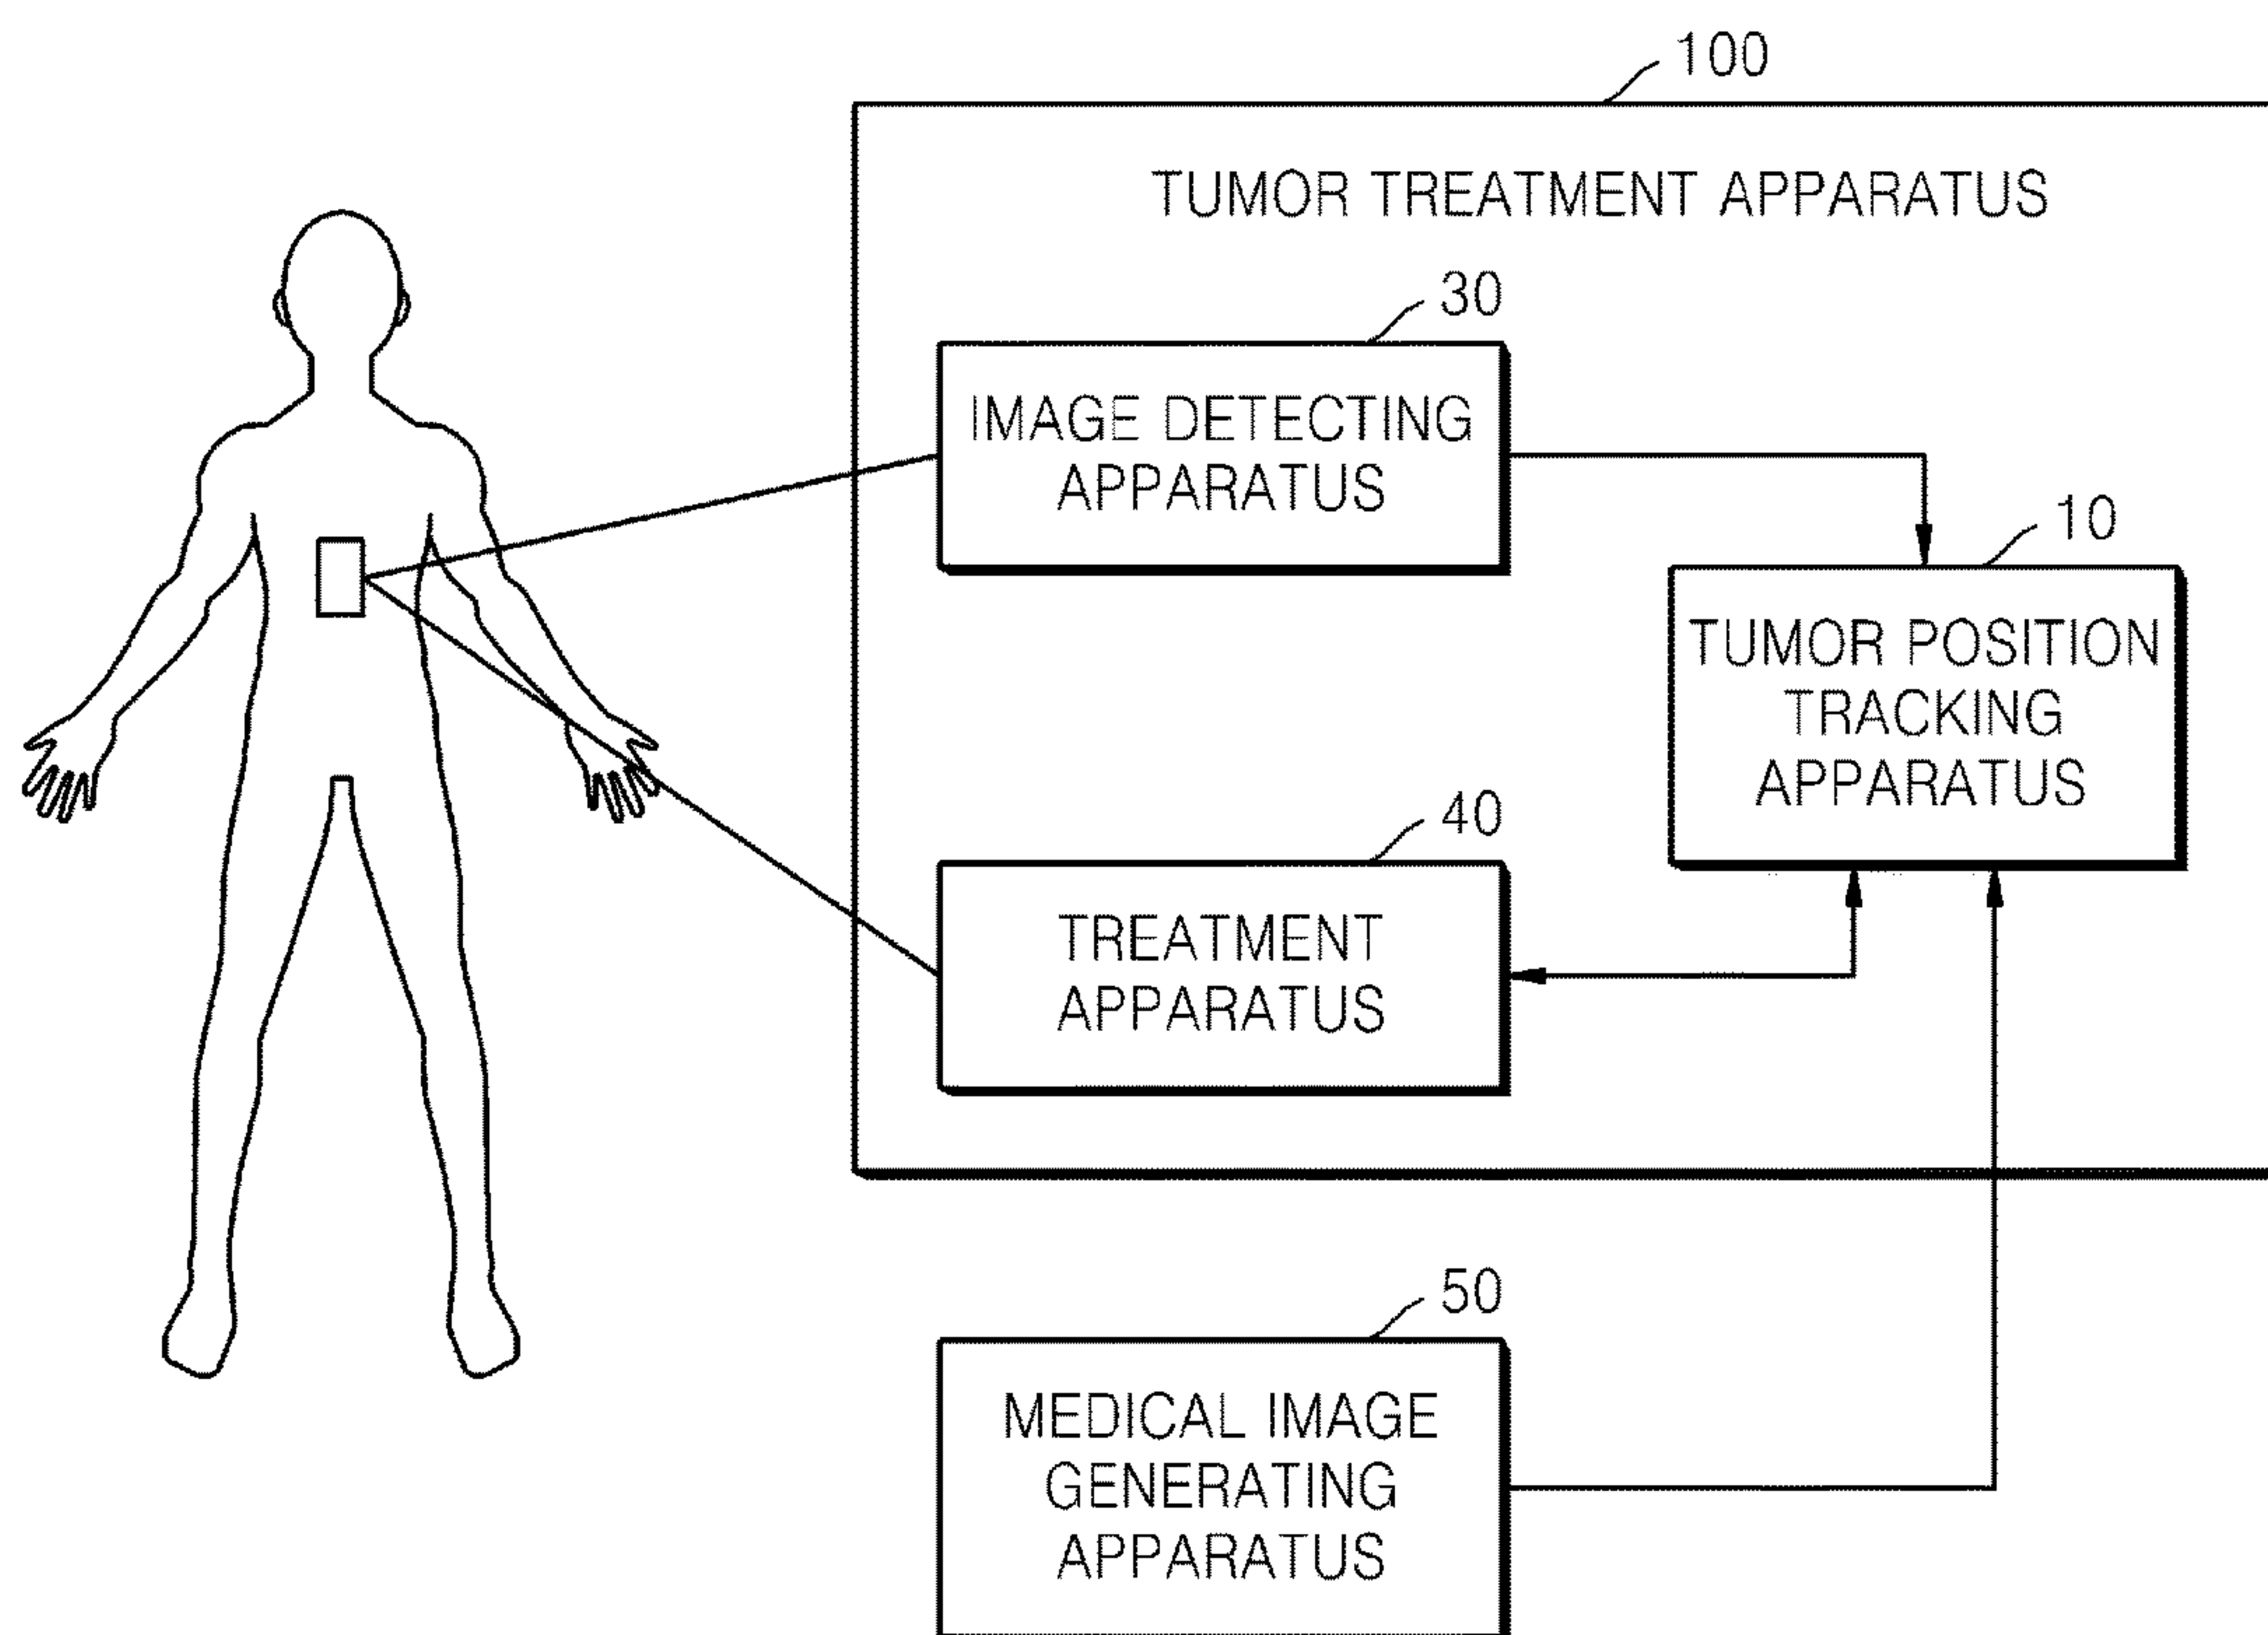 100
TUMOR TREATMENT APPARATUS
30
IMAGE DETECTING
APPARATUS
10
TUMOR POSITION
TRACKING
APPARATUS
40
TREATMENT
APPARATUS
50
MEDICAL IMAGE
GENERATING
APPARATUS